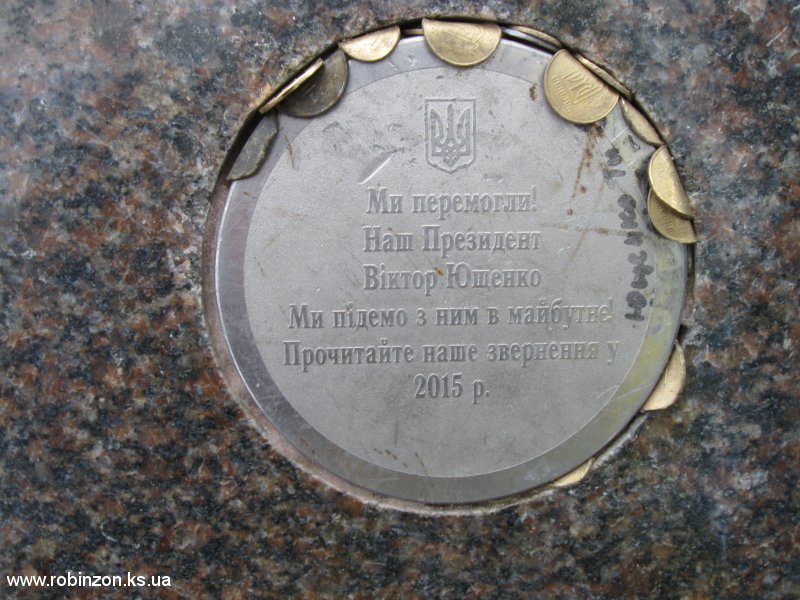 Ми перемогли!
Наш Президент
Віктор Ющенко
Ми підемо з ним в майбутнє!
Прочитайте наше звернення у
2015 р.
www.robinzon.ks.ua